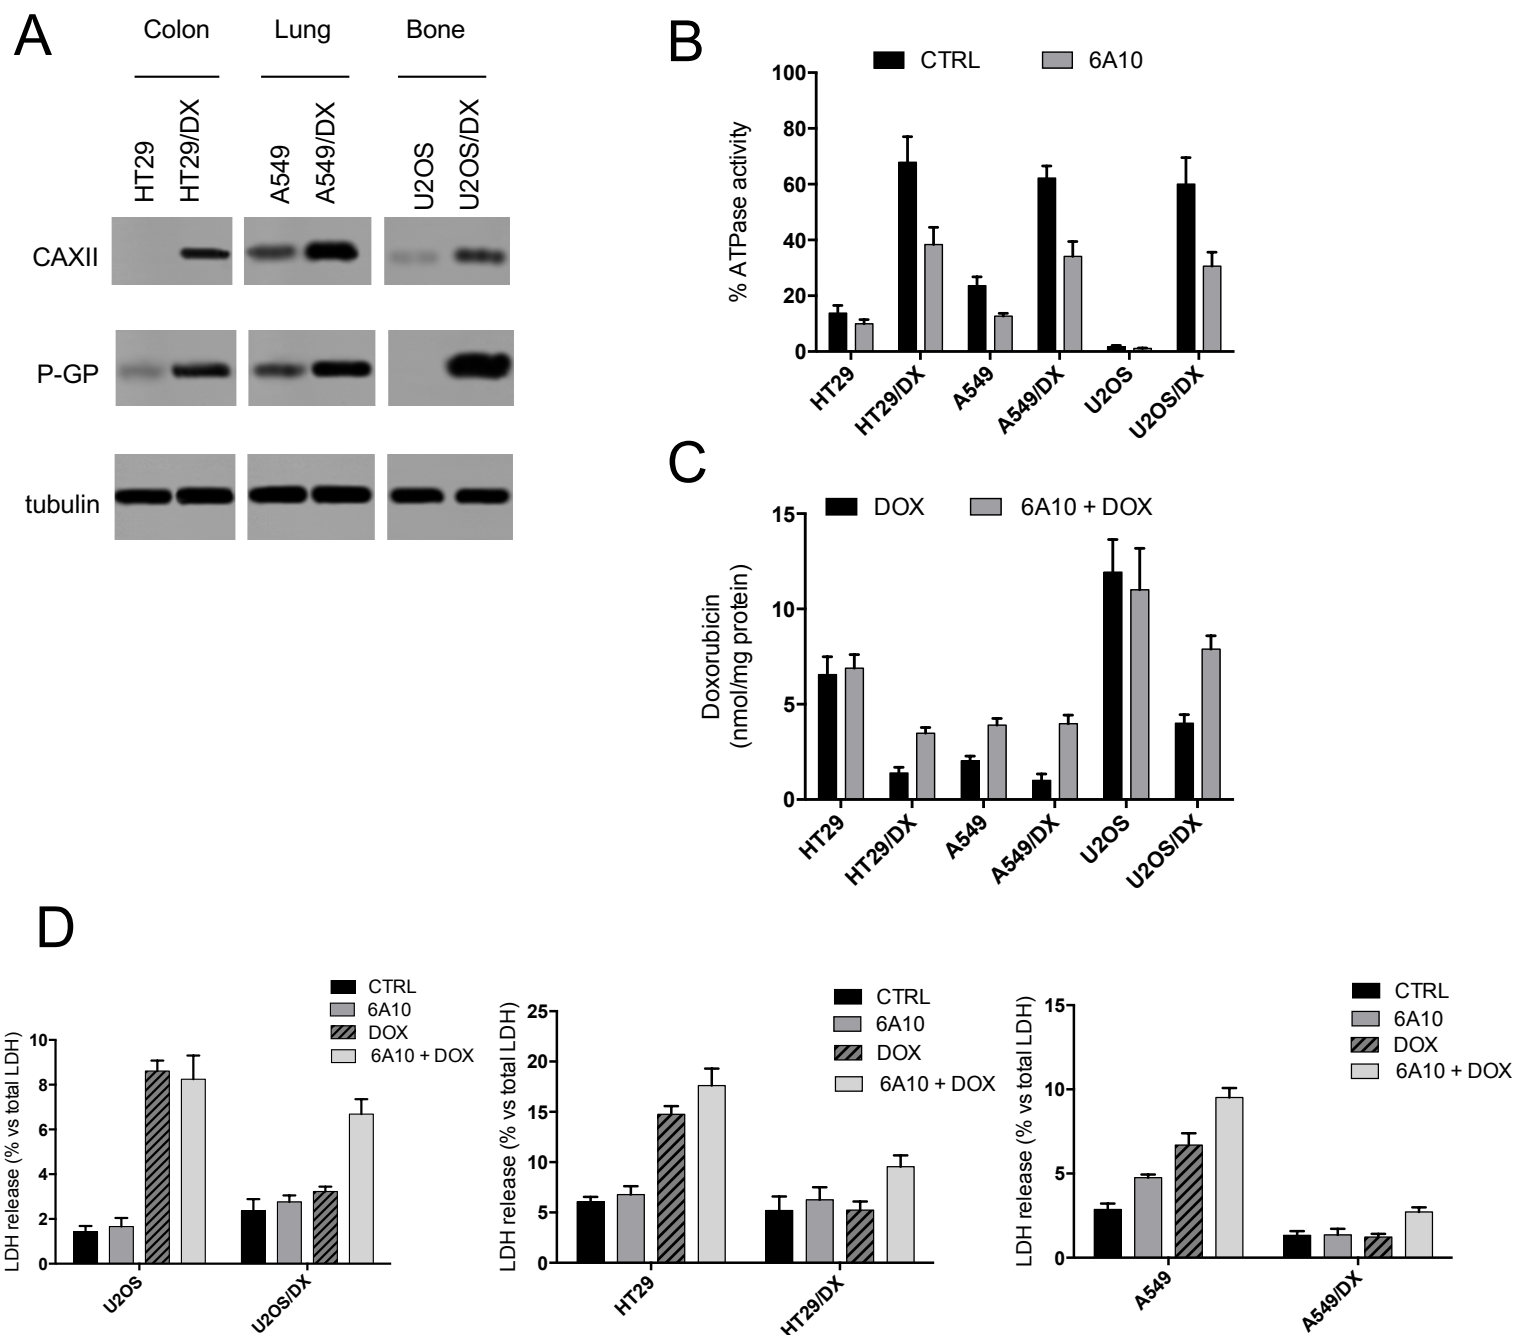 A
Colon Lung Bone
HT29 HT29/DX A549 A549/DX U2OS U2OS/DX
CAXII
P-GP
tubulin
B
CTRL 6A10
% ATPase activity
100
80
60
40
20
0
HT29 HT29/DX A549 A549/DX U2OS U2OS/DX
C
DOX 6A10 + DOX
Doxorubicin
(nmol/mg protein)
15
10
5
0
HT29 HT29/DX A549 A549/DX U2OS U2OS/DX
D
CTRL
6A10
DOX
6A10 + DOX
LDH release (% vs total LDH)
10
8
6
4
2
0
U2OS U2OS/DX
CTRL
6A10
DOX
6A10 + DOX
LDH release (% vs total LDH)
25
20
15
10
5
0
HT29 HT29/DX
CTRL
6A10
DOX
6A10 + DOX
LDH release (% vs total LDH)
15
10
5
0
A549 A549/DX